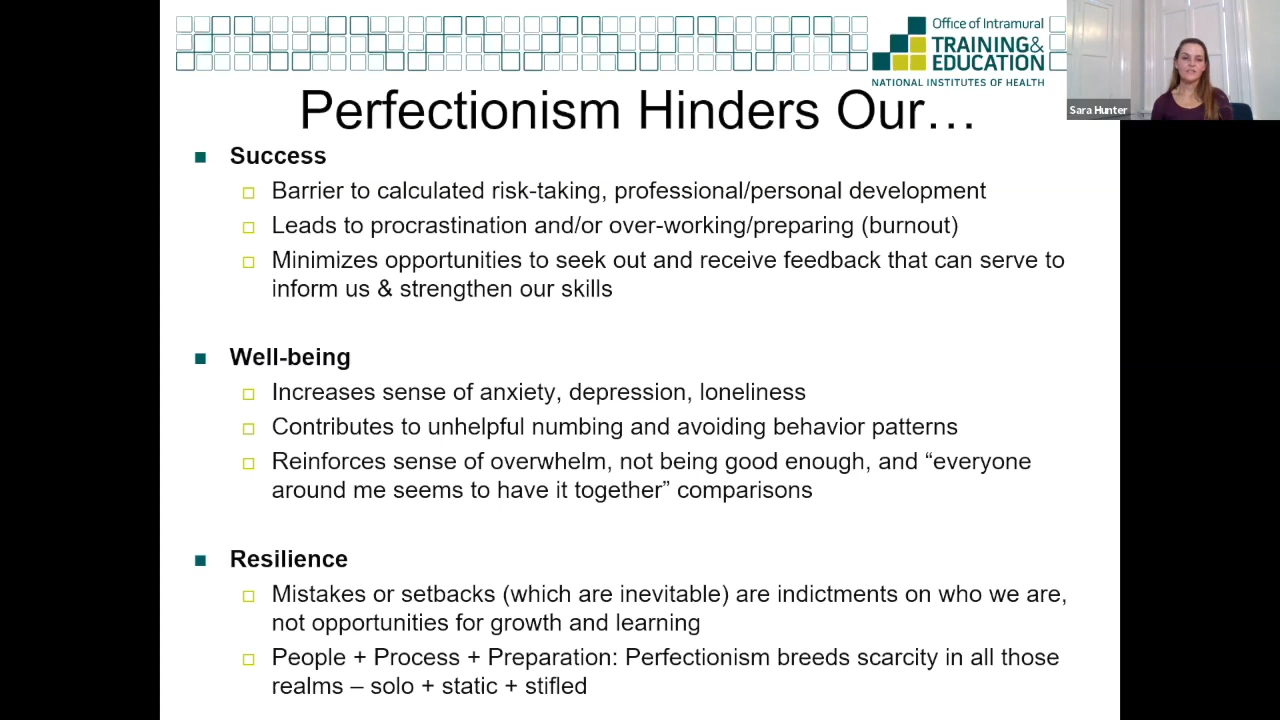 Office of Intramural
TRAINING&
EDUCATION
NATIONAL INSTITUTES OF HEALTH
Sara Hunter
Perfectionism Hinders Our…
Success
Barrier to calculated risk-taking, professional/personal development
Leads to procrastination and/or over-working/preparing (burnout)
Minimizes opportunities to seek out and receive feedback that can serve to
inform us & strengthen our skills
Well-being
Increases sense of anxiety, depression, loneliness
Contributes to unhelpful numbing and avoiding behavior patterns
Reinforces sense of overwhelm, not being good enough, and “everyone
around me seems to have it together” comparisons
Resilience
Mistakes or setbacks (which are inevitable) are indictments on who we are,
not opportunities for growth and learning
People + Process + Preparation: Perfectionism breeds scarcity in all those
realms – solo + static + stifled